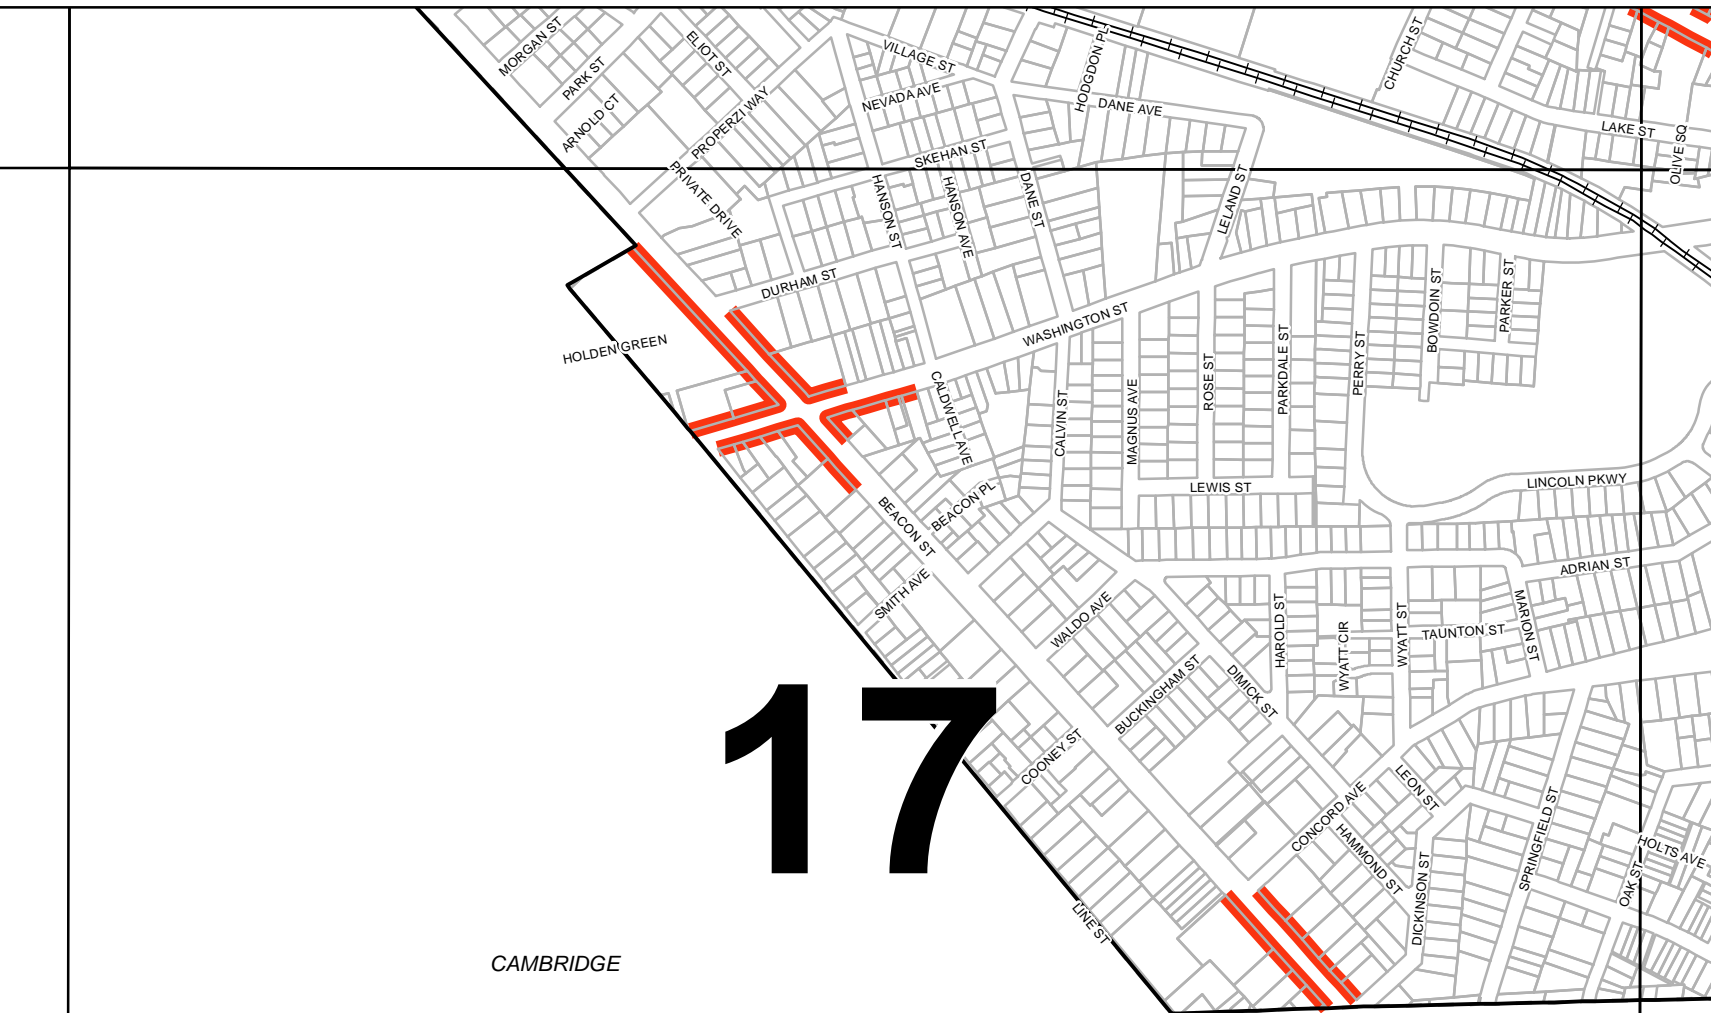 MORGAN ST
ELIOT ST
VILLAGE ST
HODGDON PL
CHURCH ST
PARK ST
NEVADA AVE
DANE AVE
ARNOLD CT
PROPERZI WAY
LAKE ST
OLIVE SQ
SKEHAN ST
PRIVATE DRIVE
HANSON ST
HANSON AVE
DANE ST
LELAND ST
DURHAM ST
WASHINGTON ST
BOWDOIN ST
PARKER ST
HOLDEN GREEN
CALDWELL AVE
CALVIN ST
MAGNUS AVE
ROSE ST
PARKDALE ST
PERRY ST
LEWIS ST
LINCOLN PKWY
BEACON ST
BEACON PL
ADRIAN ST
SMITH AVE
WALDO AVE
HAROLD ST
WYATT CIR
WYATT ST
TAUNTON ST
MARION ST
BUCKINGHAM ST
DIMICK ST
17
COONEY ST
CONCORD AVE
LEON ST
HAMMOND ST
SPRINGFIELD ST
HOLTS AVE
OAK ST
DICKINSON ST
LINE ST
CAMBRIDGE